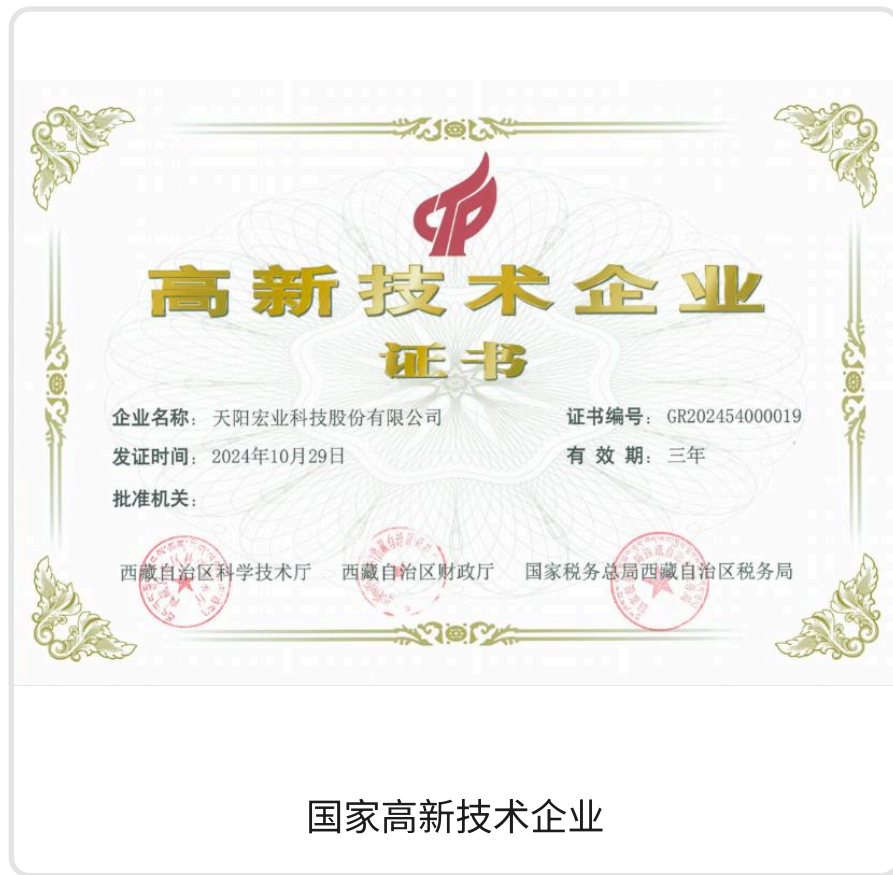 高新技术企业
证书
企业名称：天阳宏业科技股份有限公司 证书编号：GR202454000019
发证时间：2024年10月29日 有 效 期：三年
批准机关：
西藏自治区科学技术厅 西藏自治区财政厅 国家税务总局西藏自治区税务局
国家高新技术企业